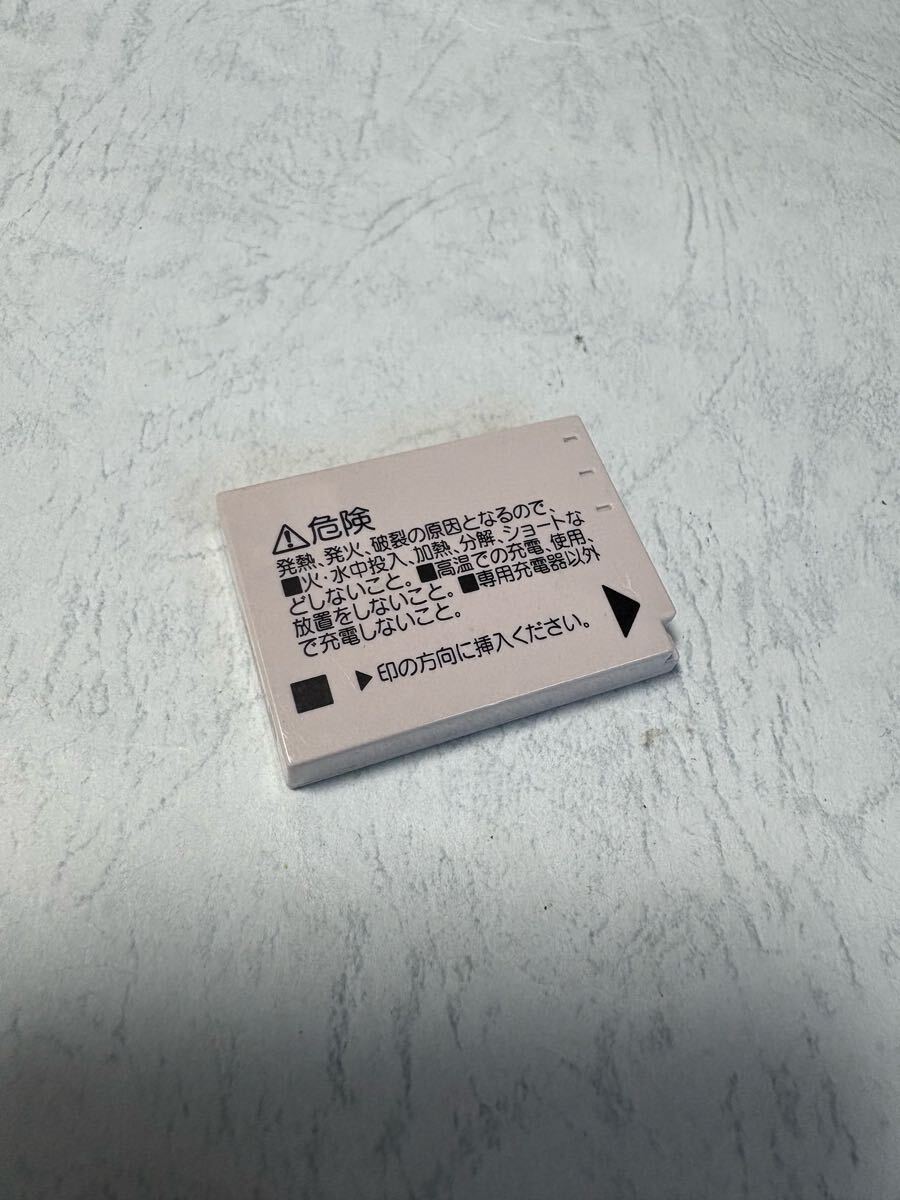 ⚠危険
発熱、発火、破裂の原因となるので、
■火・水中投入、加熱、分解、ショートな
どしないこと。■高温での充電、使用、
放置をしないこと。■専用充電器以外
で充電しないこと。
▶印の方向に挿入ください。